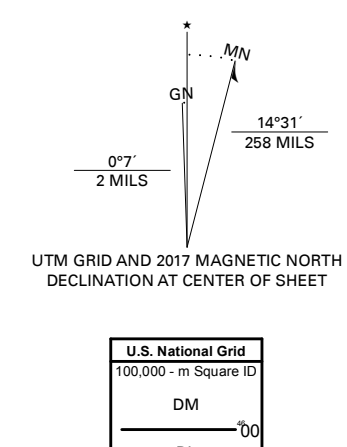 ★
MN
GN
14°31´
258 MILS
0°7´
2 MILS
UTM GRID AND 2017 MAGNETIC NORTH
DECLINATION AT CENTER OF SHEET
U.S. National Grid
100,000 - m Square ID
DM
⁴⁶00